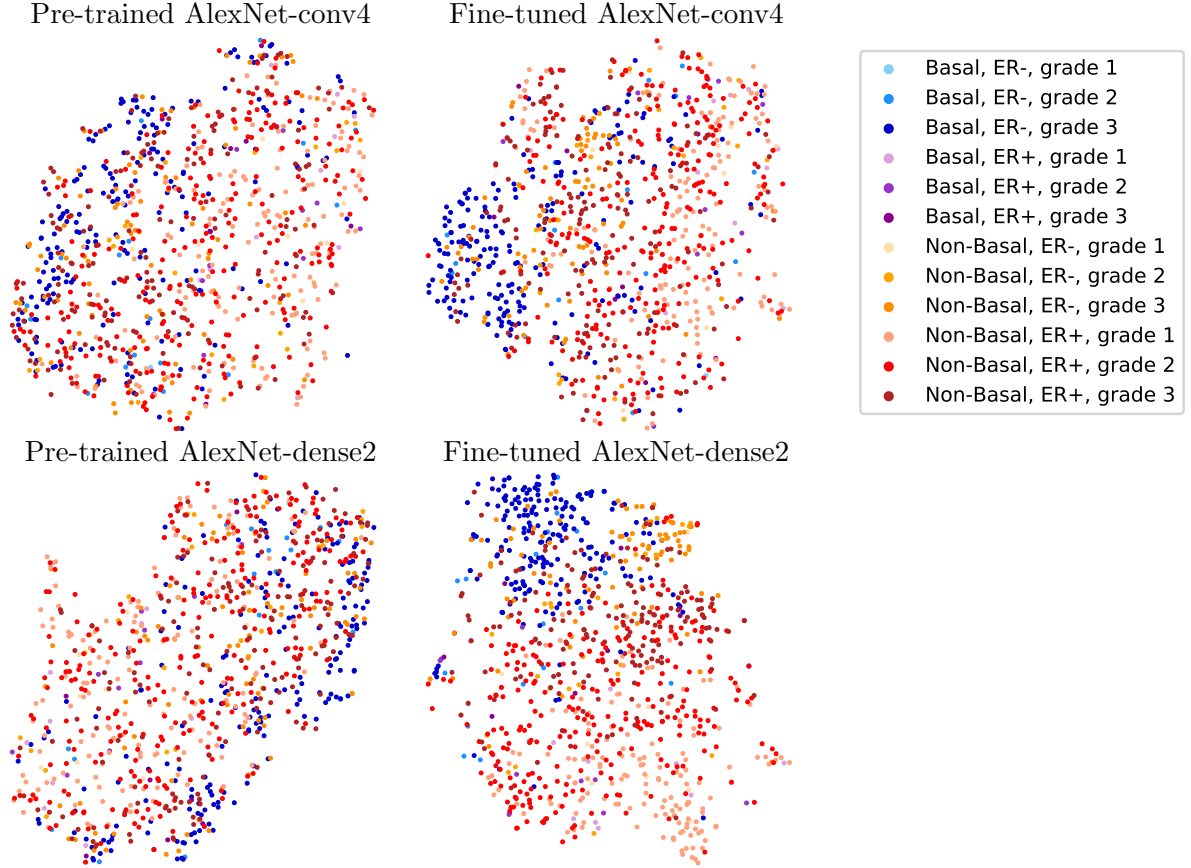 Pre-trained AlexNet-conv4
Fine-tuned AlexNet-conv4
Basal, ER-, grade 1
Basal, ER-, grade 2
Basal, ER-, grade 3
Basal, ER+, grade 1
Basal, ER+, grade 2
Basal, ER+, grade 3
Non-Basal, ER-, grade 1
Non-Basal, ER-, grade 2
Non-Basal, ER-, grade 3
Non-Basal, ER+, grade 1
Non-Basal, ER+, grade 2
Non-Basal, ER+, grade 3
Pre-trained AlexNet-dense2
Fine-tuned AlexNet-dense2